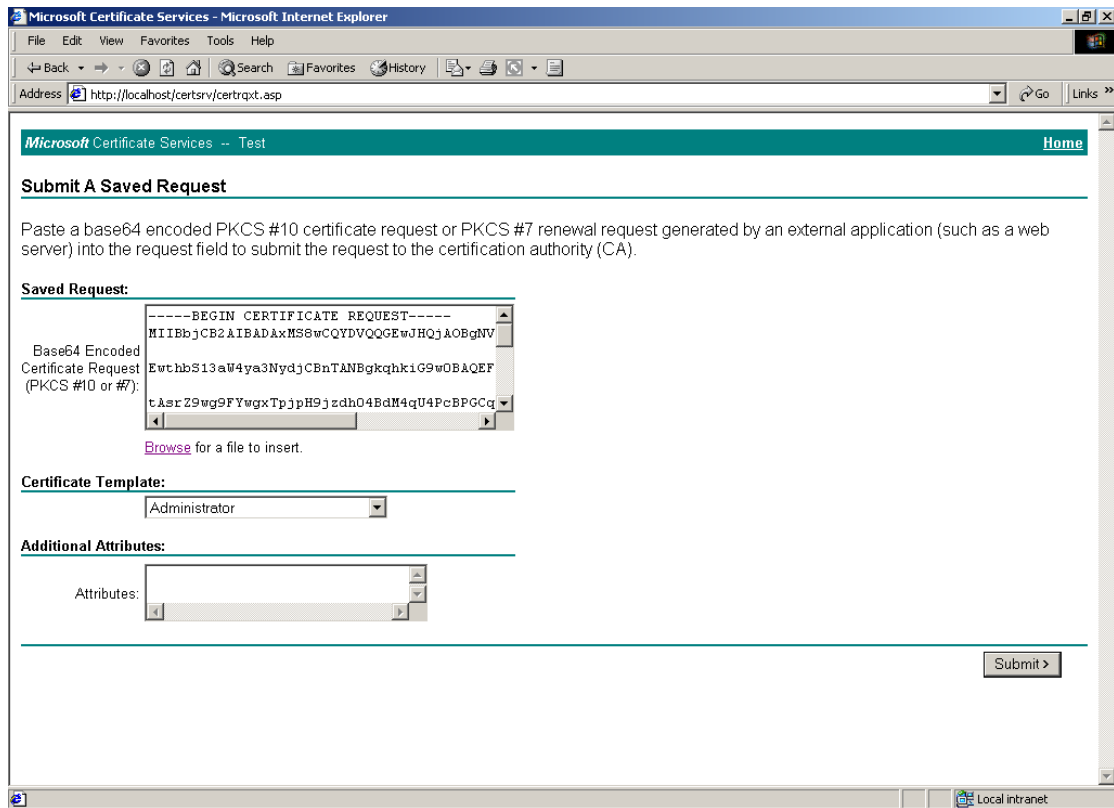 Microsoft Certificate Services - Microsoft Internet Explorer
File Edit View Favorites Tools Help
Back Search Favorites History
Address http://localhost/certsrv/certrqxt.asp Go Links »
Microsoft Certificate Services -- Test Home
Submit A Saved Request
Paste a base64 encoded PKCS #10 certificate request or PKCS #7 renewal request generated by an external application (such as a web
server) into the request field to submit the request to the certification authority (CA).
Saved Request:
-----BEGIN CERTIFICATE REQUEST-----
MIIBbjCB2AIBADAxMS8wCQYDVQQGEwJHQjAOBgNV
Base64 Encoded
Certificate Request
(PKCS #10 or #7):
EwthbS13aW4ya3NydjCBnTANBgkqhkiG9w0BAQEF
tAsrZ9wg9FYwgxTpjpH9jzdhO4BdM4qU4PcBPGCq
Browse for a file to insert.
Certificate Template:
Administrator
Additional Attributes:
Attributes:
Submit >
Local intranet